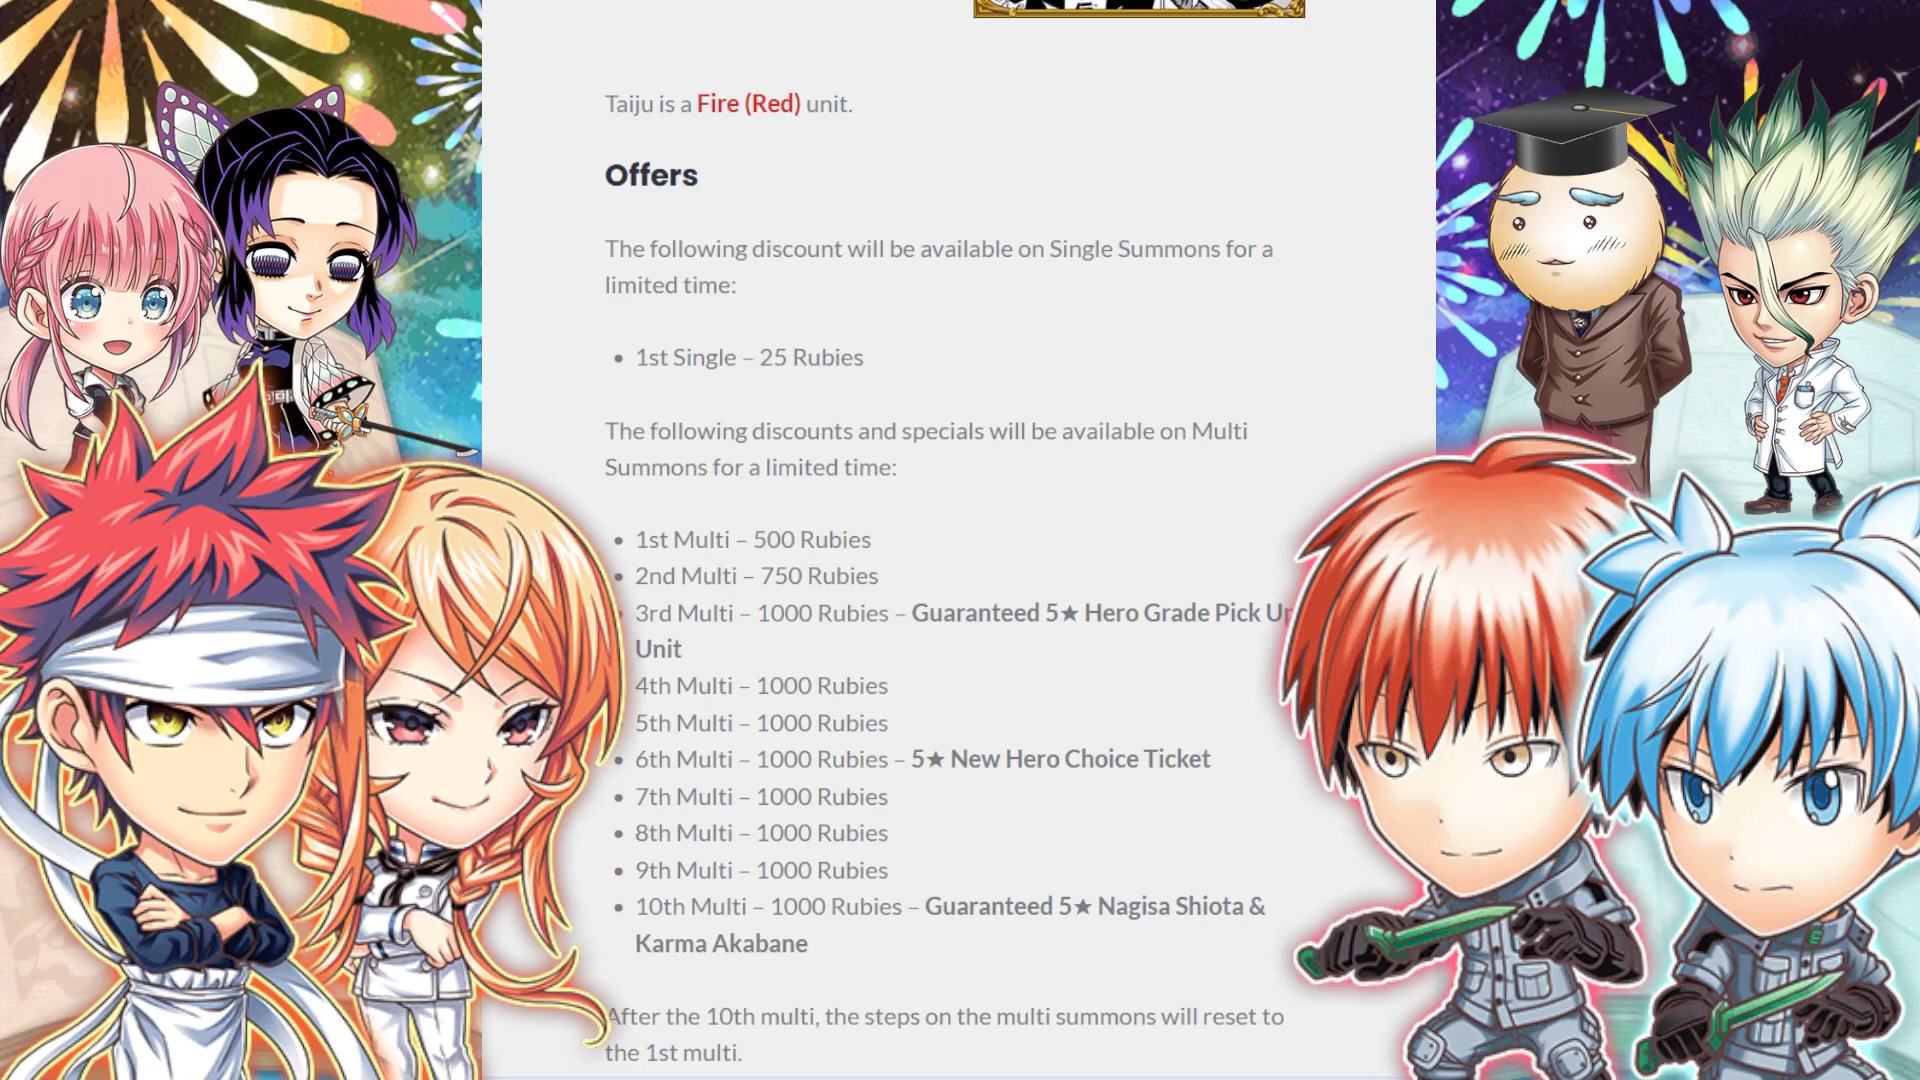 Taiju is a Fire (Red) unit.
Offers
The following discount will be available on Single Summons for a
limited time:
• 1st Single – 25 Rubies
The following discounts and specials will be available on Multi
Summons for a limited time:
• 1st Multi – 500 Rubies
• 2nd Multi – 750 Rubies
• 3rd Multi – 1000 Rubies – Guaranteed 5★ Hero Grade Pick Up
Unit
4th Multi – 1000 Rubies
5th Multi – 1000 Rubies
• 6th Multi – 1000 Rubies – 5★ New Hero Choice Ticket
• 7th Multi – 1000 Rubies
• 8th Multi – 1000 Rubies
• 9th Multi – 1000 Rubies
• 10th Multi – 1000 Rubies – Guaranteed 5★ Nagisa Shiota &
Karma Akabane
After the 10th multi, the steps on the multi summons will reset to
the 1st multi.